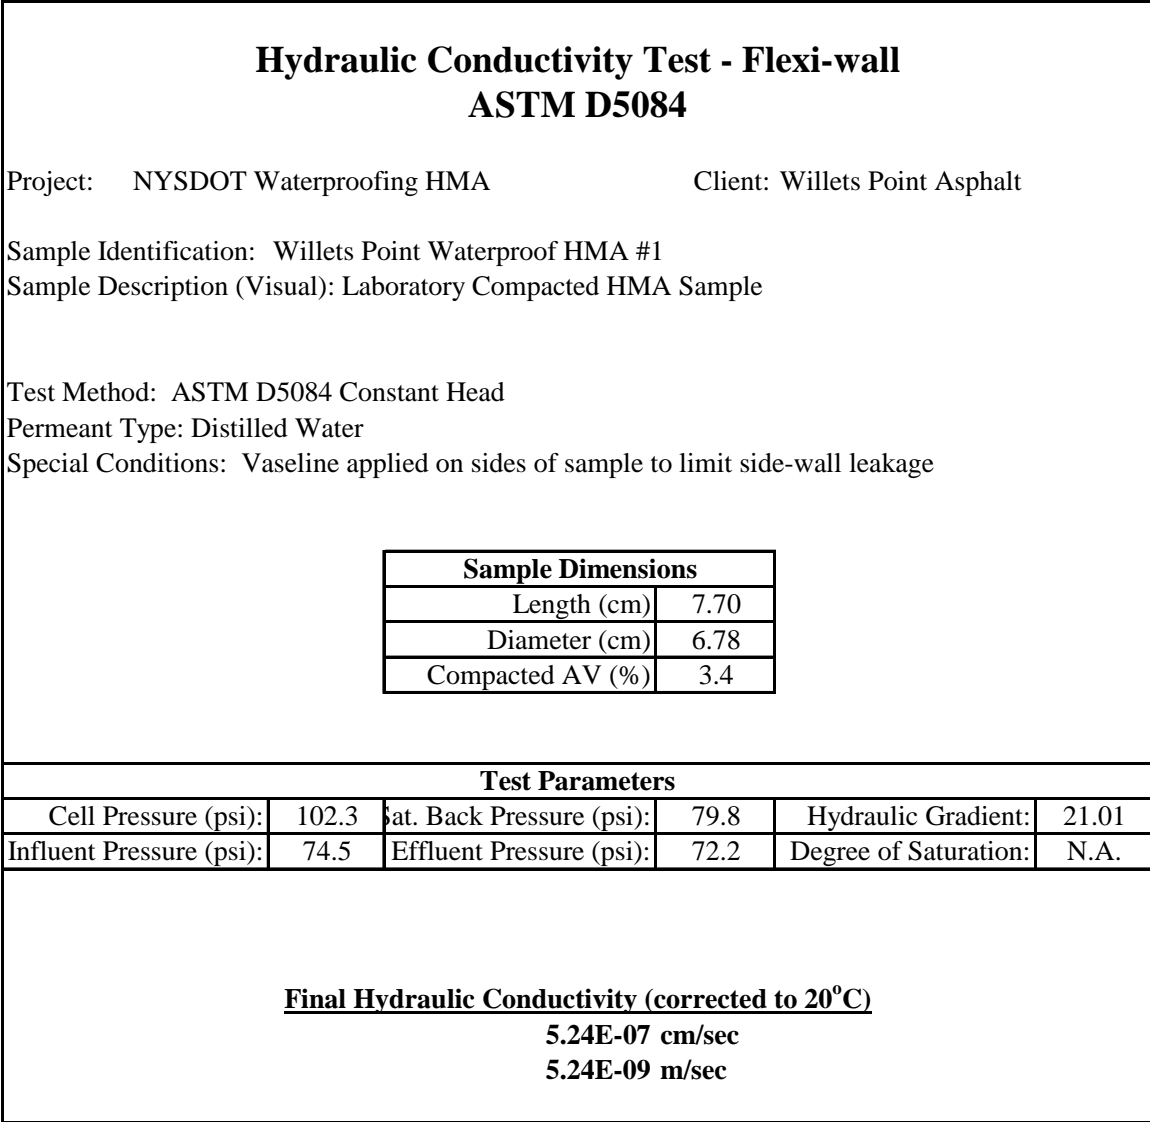 Hydraulic Conductivity Test - Flexi-wall
ASTM D5084
Project: NYSDOT Waterproofing HMA Client: Willets Point Asphalt
Sample Identification: Willets Point Waterproof HMA #1
Sample Description (Visual): Laboratory Compacted HMA Sample
Test Method: ASTM D5084 Constant Head
Permeant Type: Distilled Water
Special Conditions: Vaseline applied on sides of sample to limit side-wall leakage
Sample Dimensions
Length (cm) 7.70
Diameter (cm) 6.78
Compacted AV (%) 3.4
Test Parameters
Cell Pressure (psi): 102.3 Sat. Back Pressure (psi): 79.8 Hydraulic Gradient: 21.01
Influent Pressure (psi): 74.5 Effluent Pressure (psi): 72.2 Degree of Saturation: N.A.
Final Hydraulic Conductivity (corrected to 20°C)
5.24E-07 cm/sec
5.24E-09 m/sec